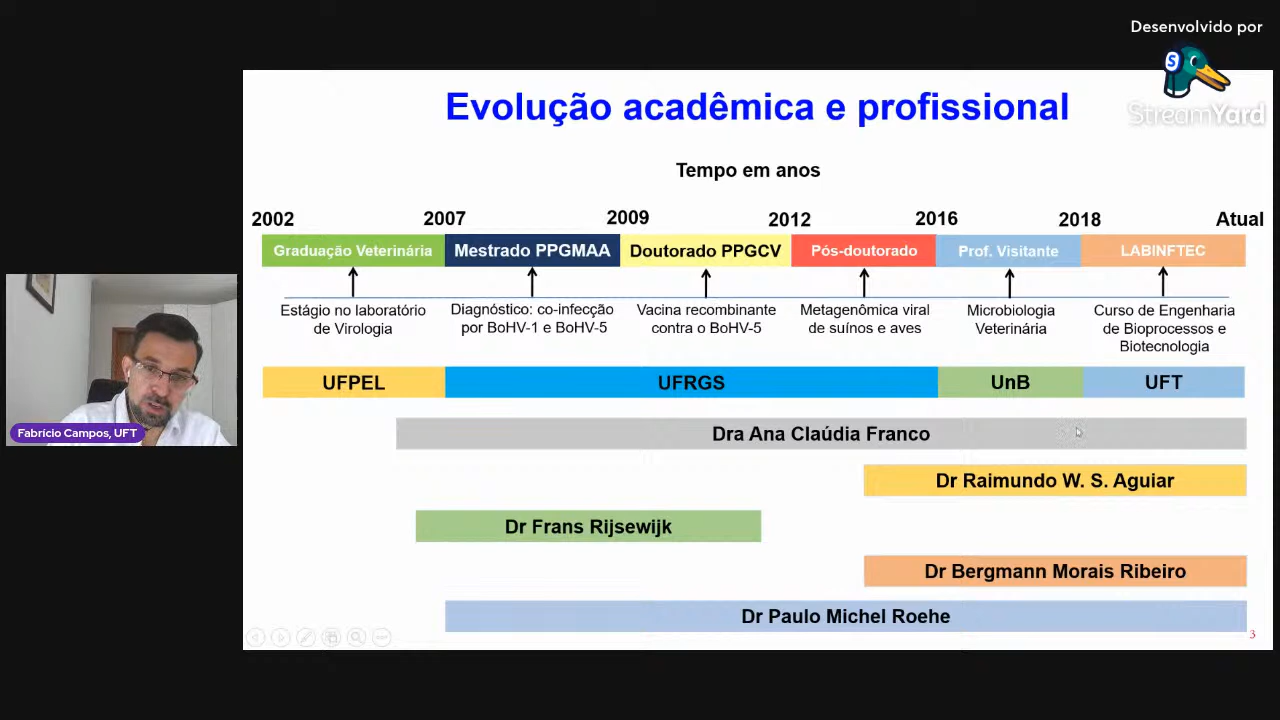 Desenvolvido por
S
StreamYard
Evolução acadêmica e profissional
Tempo em anos
2002 2007 2009 2012 2016 2018 Atual
Graduação Veterinária Mestrado PPGMAA Doutorado PPGCV Pós-doutorado Prof. Visitante LABINFTEC
Estágio no laboratório
de Virologia
Diagnóstico: co-infecção
por BoHV-1 e BoHV-5
Vacina recombinante
contra o BoHV-5
Metagenômica viral
de suínos e aves
Microbiologia
Veterinária
Curso de Engenharia
de Bioprocessos e
Biotecnologia
UFPEL UFRGS UnB UFT
Dra Ana Claúdia Franco
Dr Raimundo W. S. Aguiar
Dr Frans Rijsewijk
Dr Bergmann Morais Ribeiro
Dr Paulo Michel Roehe
3
Fabrício Campos, UFT